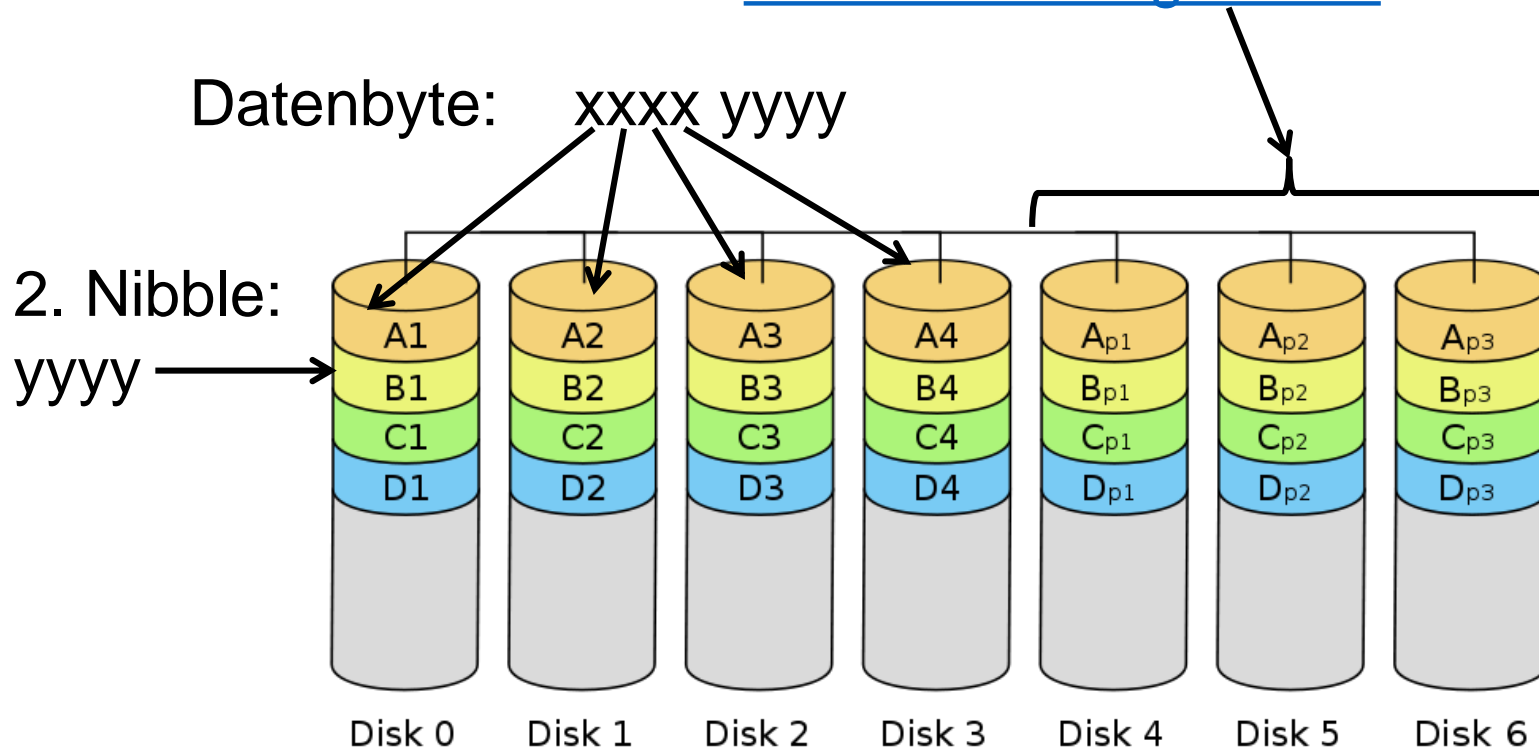 Datenbyte: xxxx yyyy
2. Nibble:
yyyy
A1 A2 A3 A4 Ap1 Ap2 Ap3
B1 B2 B3 B4 Bp1 Bp2 Bp3
C1 C2 C3 C4 Cp1 Cp2 Cp3
D1 D2 D3 D4 Dp1 Dp2 Dp3
Disk 0 Disk 1 Disk 2 Disk 3 Disk 4 Disk 5 Disk 6